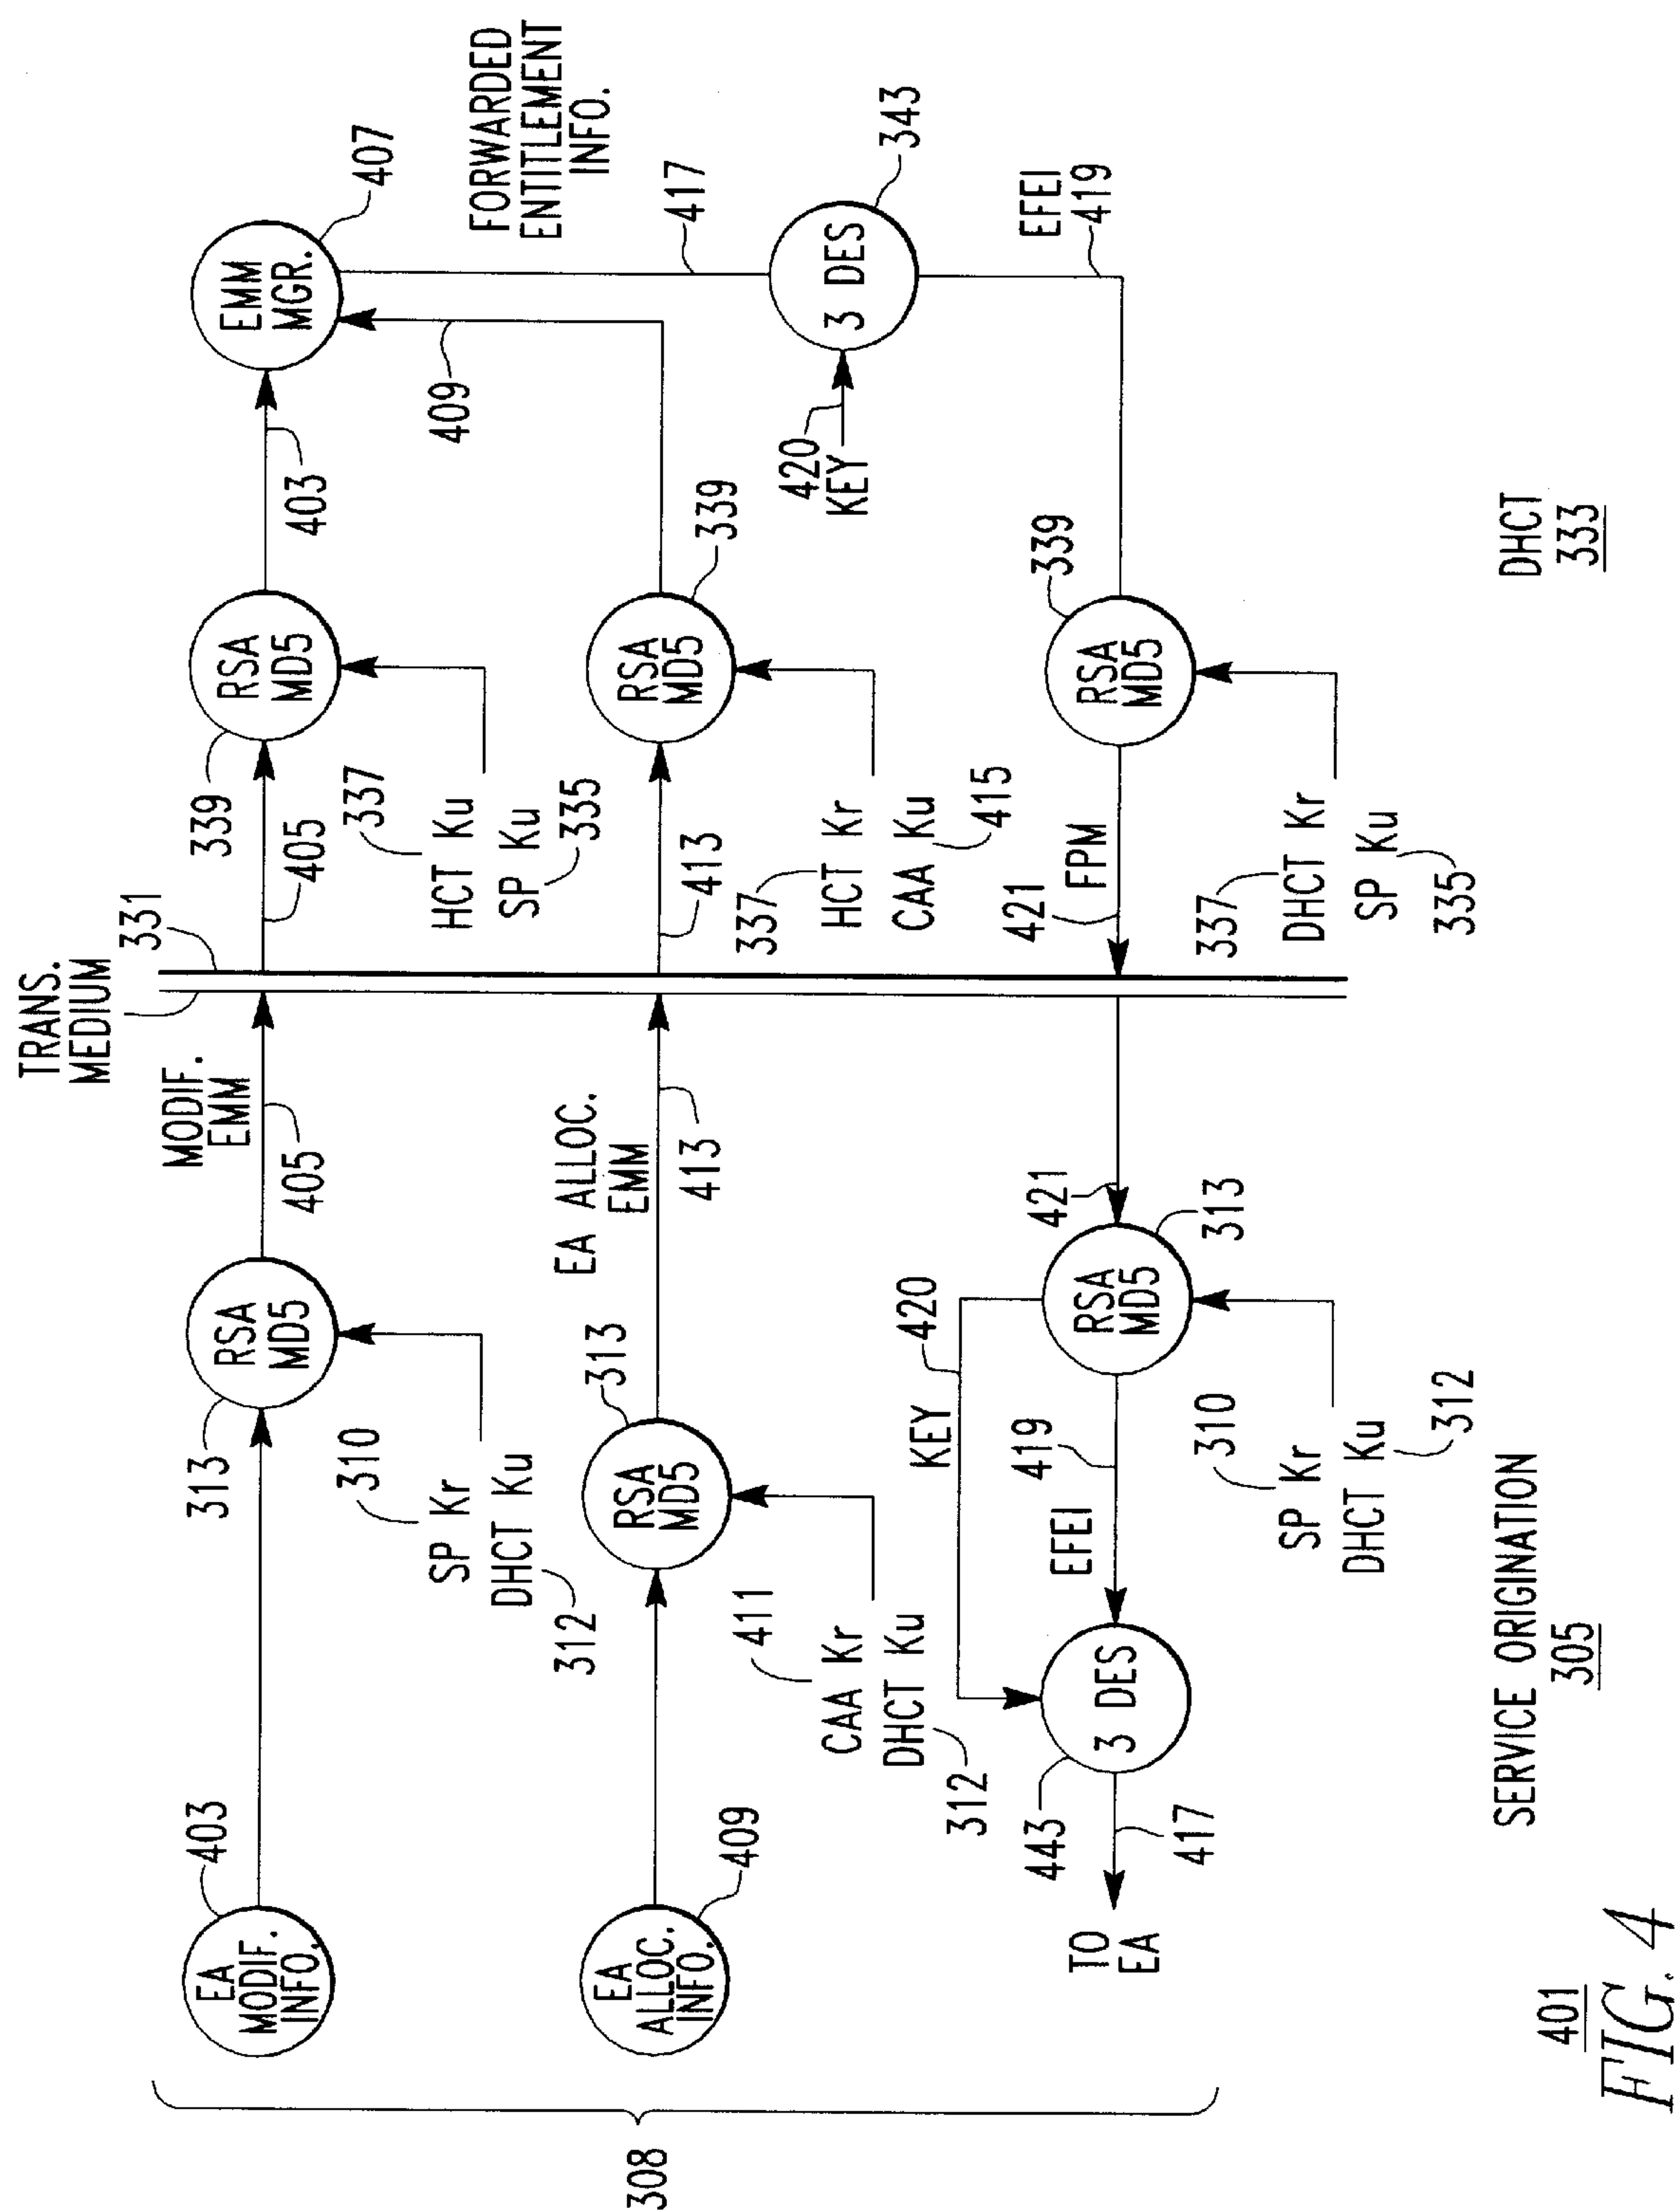 TRANS.
MEDIUM
331
403
EA
MODIF.
INFO.
313
RSA
MD5
MODIF.
EMM
405
339
405
RSA
MD5
403
EMM
MGR.
407
310
SP Kr
DHCT Ku
312
337
HCT Ku
SP Ku
335
409
FORWARDED
ENTITLEMENT
INFO.
417
EA
ALLOC.
INFO.
409
313
RSA
MD5
EA ALLOC.
EMM
413
413
RSA
MD5
339
411
CAA Kr
DHCT Ku
312
337
HCT Kr
CAA Ku
415
420
KEY
3 DES
343
EFEI
419
TO
EA
417
443
3 DES
KEY
420
EFEI
419
RSA
MD5
313
421
421
FPM
RSA
MD5
339
310
SP Kr
DHCT Ku
312
337
DHCT Kr
SP Ku
335
308
SERVICE ORIGINATION
305
DHCT
333
401
FIG. 4